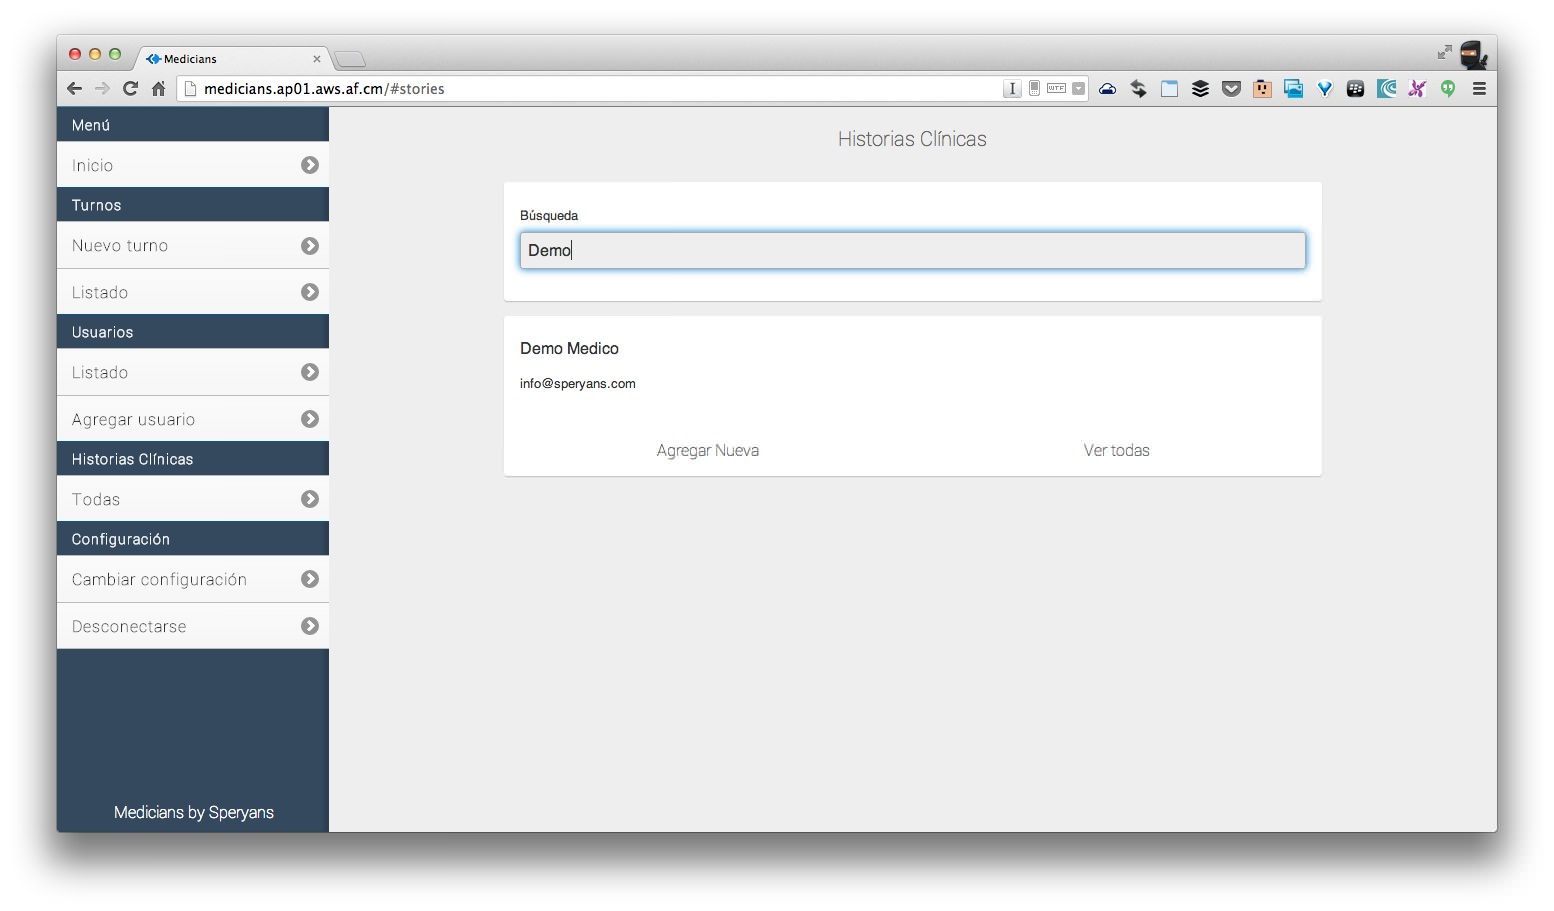 Medicians
medicians.ap01.aws.af.cm/#stories
WTF
Menú
Inicio
Turnos
Nuevo turno
Listado
Usuarios
Listado
Agregar usuario
Historias Clínicas
Todas
Configuración
Cambiar configuración
Desconectarse
Medicians by Speryans
Historias Clínicas
Búsqueda
Demo
Demo Medico
info@speryans.com
Agregar Nueva
Ver todas